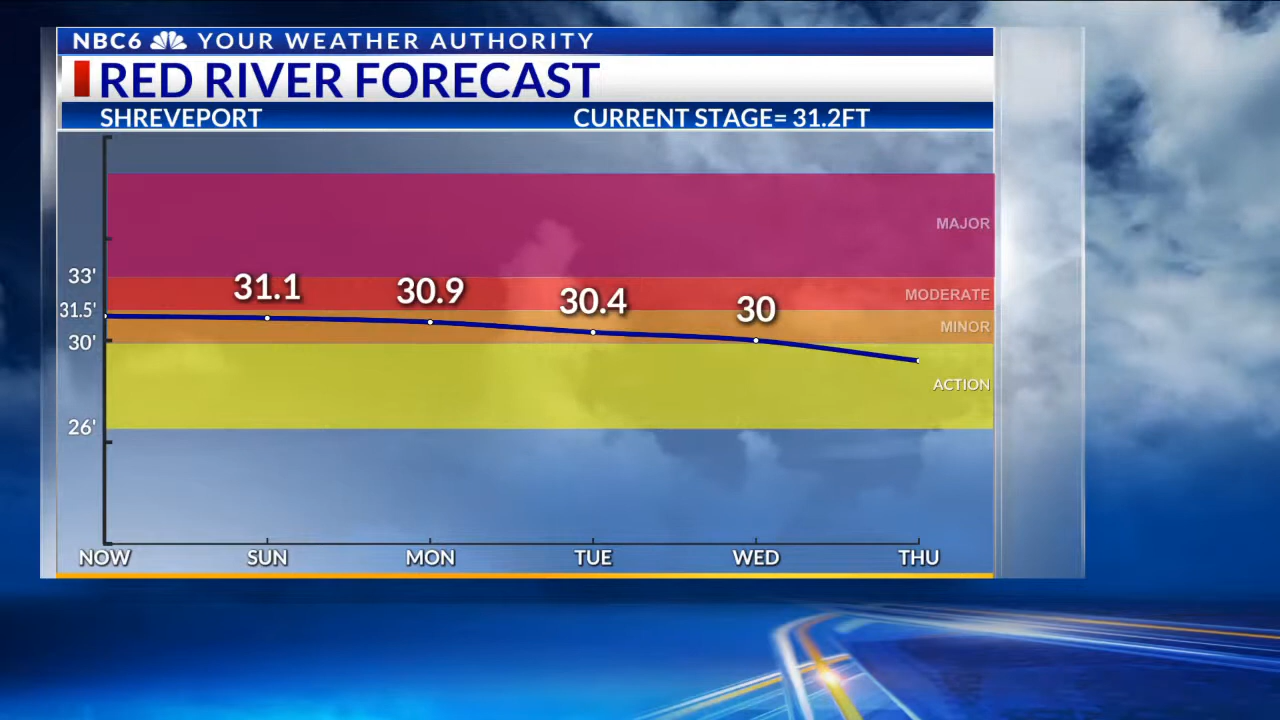 NBC6 YOUR WEATHER AUTHORITY
RED RIVER FORECAST
SHREVEPORT CURRENT STAGE= 31.2FT
MAJOR
33'
31.1 30.9 30.4 30
MODERATE
31.5'
MINOR
30'
ACTION
26'
NOW SUN MON TUE WED THU